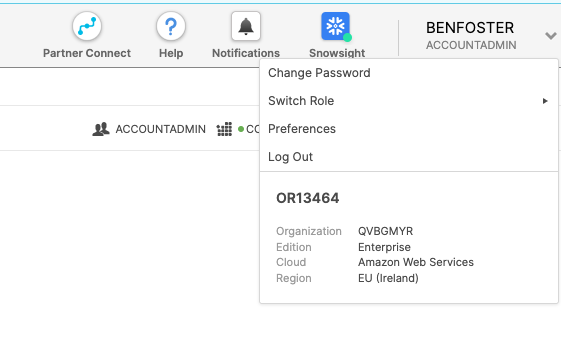 Partner Connect
Help
Notifications
Snowsight
BENFOSTER
ACCOUNTADMIN
Change Password
Switch Role
Preferences
Log Out
ACCOUNTADMIN
CO
OR13464
Organization QVBGMYR
Edition Enterprise
Cloud Amazon Web Services
Region EU (Ireland)